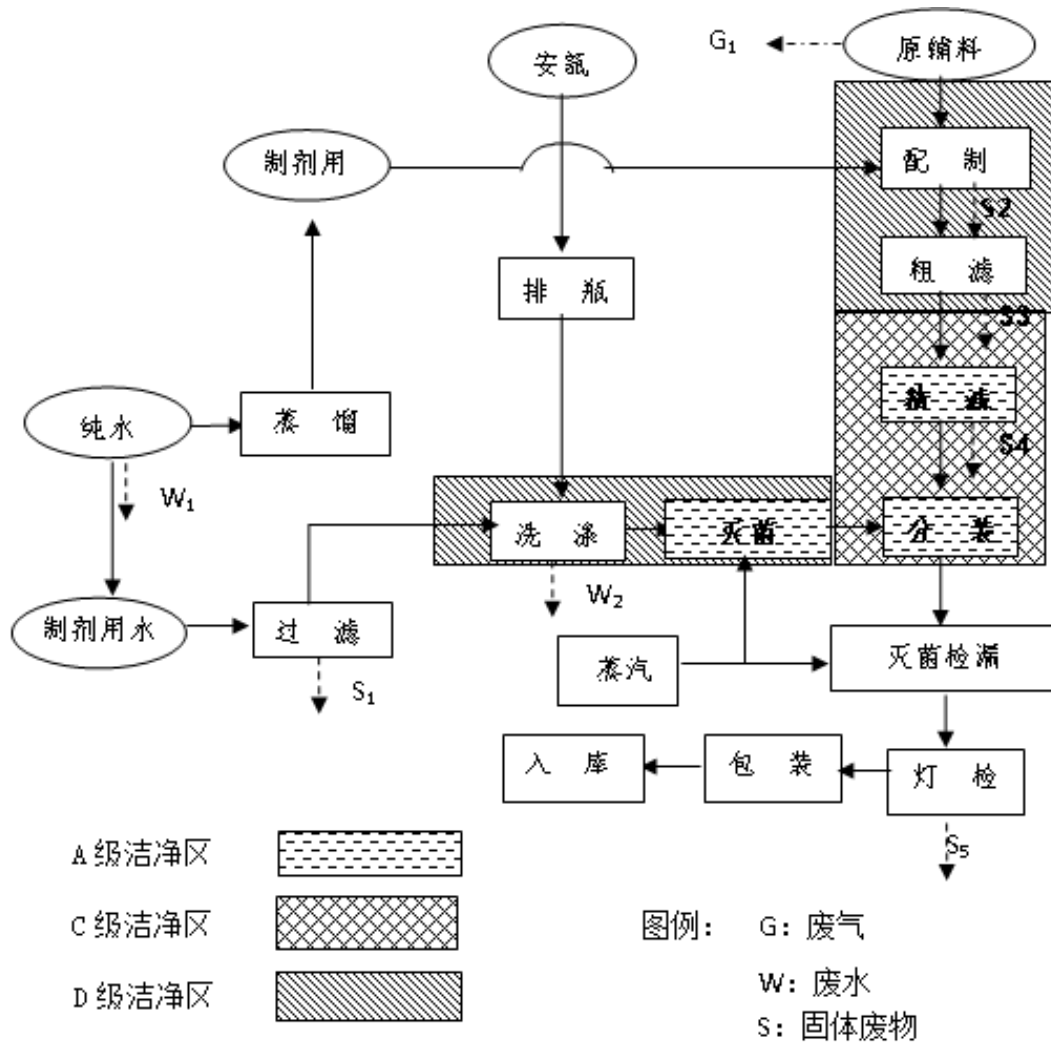 G₁
原辅料
安瓿
制剂用
配 制
S2
粗 滤
排 瓶
S3
精 滤
纯水
蒸 馏
S4
W₁
洗 涤
灭菌
分 装
W₂
制剂用水
过 滤
蒸汽
灭菌检漏
S₁
入 库
包 装
灯 检
S₅
A 级洁净区
C 级洁净区
D 级洁净区
图例： G：废气
W：废水
S：固体废物